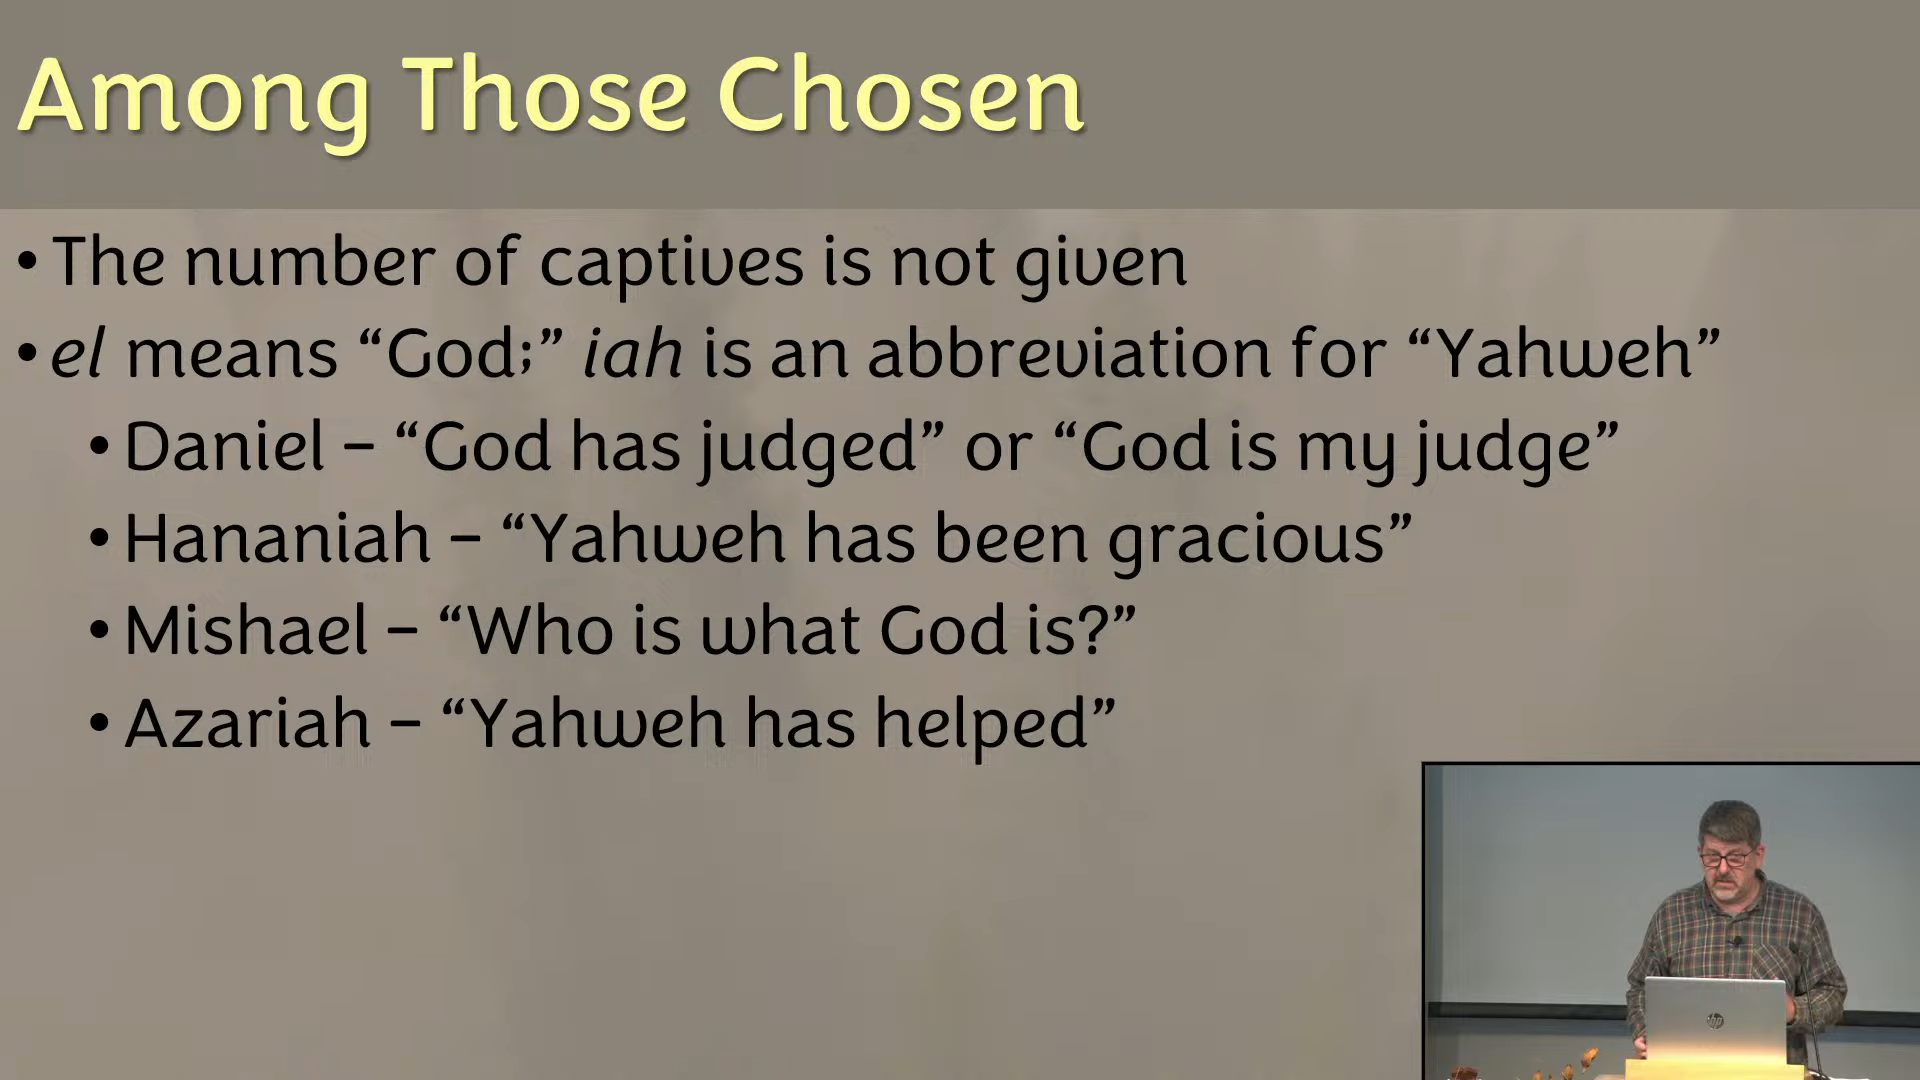 Among Those Chosen
• The number of captives is not given
• el means “God;” iah is an abbreviation for “Yahweh”
• Daniel – “God has judged” or “God is my judge”
• Hananiah – “Yahweh has been gracious”
• Mishael – “Who is what God is?”
• Azariah – “Yahweh has helped”
hp